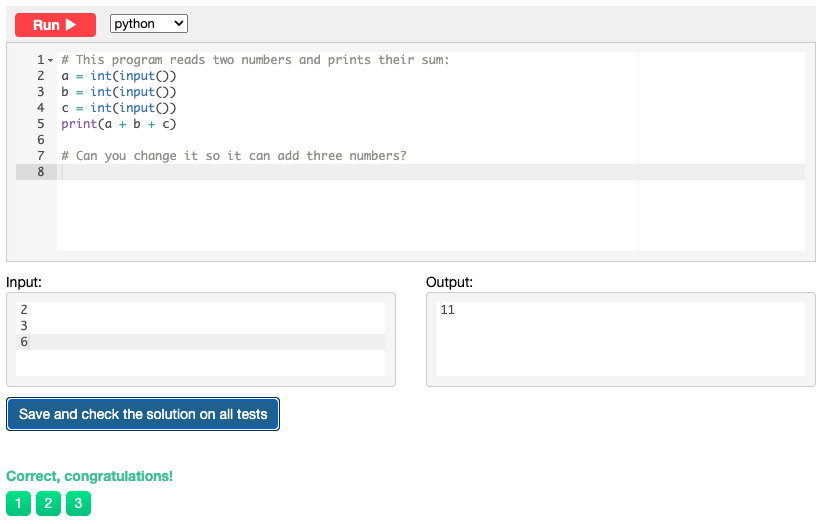 Run ▶ python
1 # This program reads two numbers and prints their sum:
2 a = int(input())
3 b = int(input())
4 c = int(input())
5 print(a + b + c)
6
7 # Can you change it so it can add three numbers?
8
Input: Output:
2 11
3
6
Save and check the solution on all tests
Correct, congratulations!
1 2 3